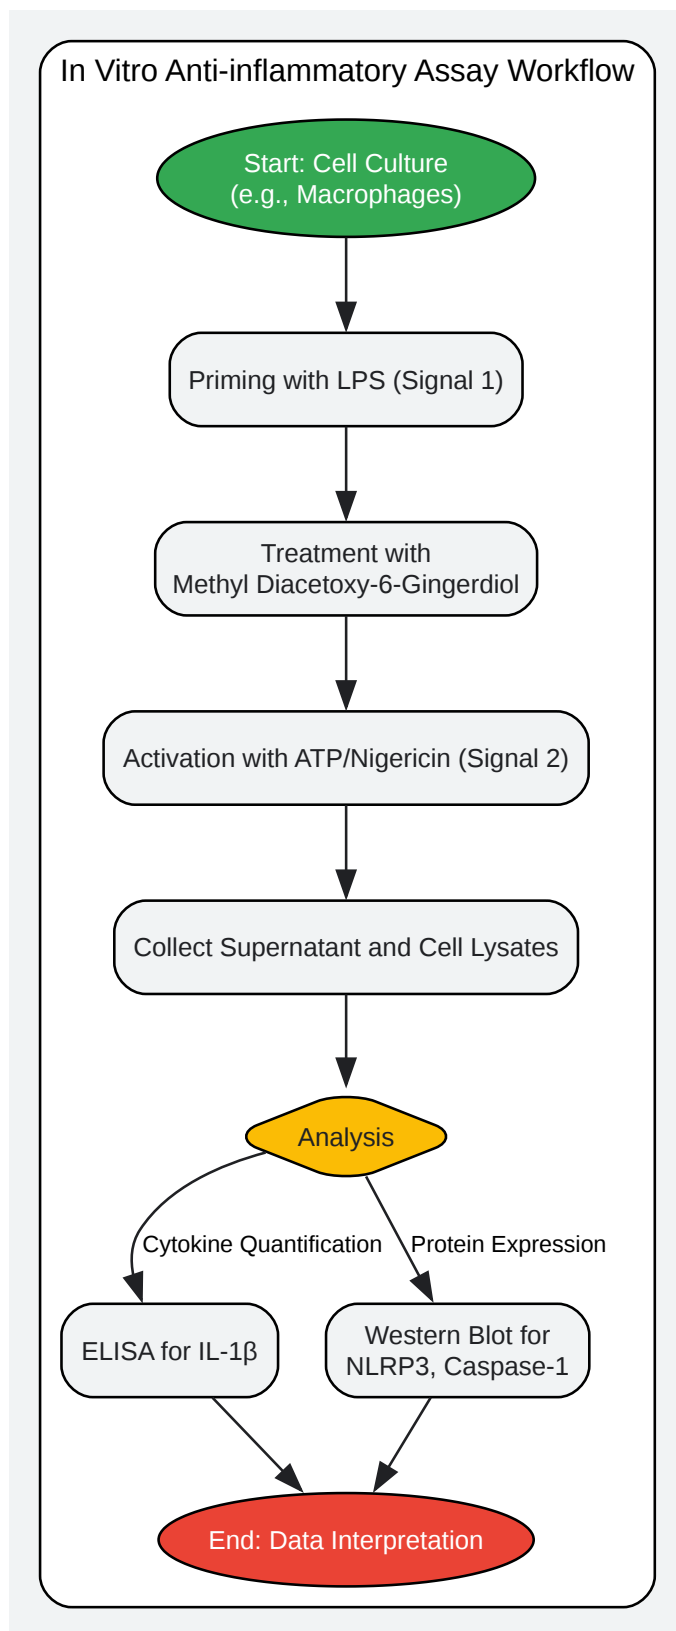 In Vitro Anti-inflammatory Assay Workflow
Start: Cell Culture
(e.g., Macrophages)
Priming with LPS (Signal 1)
Treatment with
Methyl Diacetoxy-6-Gingerdiol
Activation with ATP/Nigericin (Signal 2)
Collect Supernatant and Cell Lysates
Analysis
Cytokine Quantification
Protein Expression
ELISA for IL-1β
Western Blot for
NLRP3, Caspase-1
End: Data Interpretation